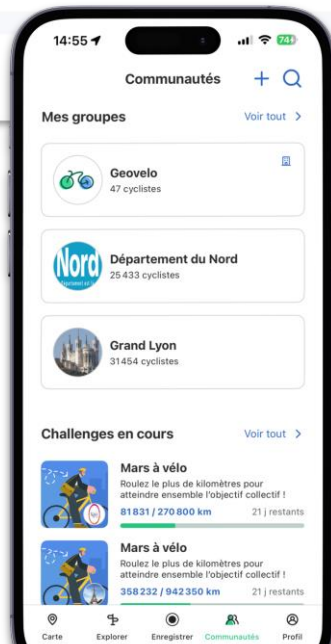 14:55
74
Communautés
Mes groupes
Voir tout >
Geovelo
47 cyclistes
Nord
Département du Nord
25 433 cyclistes
Grand Lyon
31 454 cyclistes
Challenges en cours
Voir tout >
Mars à vélo
Roulez le plus de kilomètres pour
atteindre ensemble l'objectif collectif !
81 831 / 270 800 km
21 j restants
Mars à vélo
Roulez le plus de kilomètres pour
atteindre ensemble l'objectif collectif !
358 232 / 942 350 km
21 j restants
Carte
Explorer
Enregistrer
Communautés
Profil